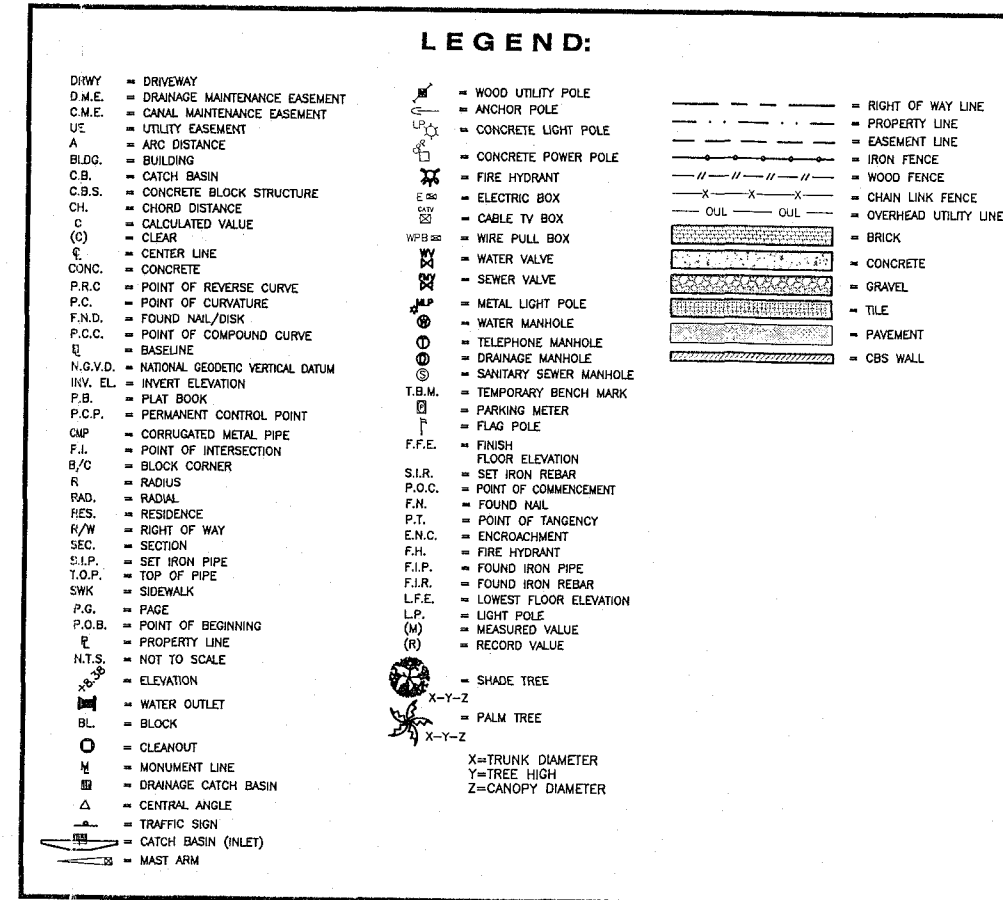 LEGEND:
DRWY = DRIVEWAY
D.M.E. = DRAINAGE MAINTENANCE EASEMENT
C.M.E. = CANAL MAINTENANCE EASEMENT
UE = UTILITY EASEMENT
A = ARC DISTANCE
BLDG. = BUILDING
C.B. = CATCH BASIN
C.B.S. = CONCRETE BLOCK STRUCTURE
CH. = CHORD DISTANCE
C = CALCULATED VALUE
(C) = CLEAR
℄ = CENTER LINE
CONC. = CONCRETE
P.R.C = POINT OF REVERSE CURVE
P.C. = POINT OF CURVATURE
F.N.D. = FOUND NAIL/DISK
P.C.C. = POINT OF COMPOUND CURVE
= BASELINE
N.G.V.D. = NATIONAL GEODETIC VERTICAL DATUM
INV. EL. = INVERT ELEVATION
P.B. = PLAT BOOK
P.C.P. = PERMANENT CONTROL POINT
CMP = CORRUGATED METAL PIPE
F.I. = POINT OF INTERSECTION
B/C = BLOCK CORNER
R = RADIUS
RAD. = RADIAL
RES. = RESIDENCE
R/W = RIGHT OF WAY
SEC. = SECTION
S.I.P. = SET IRON PIPE
T.O.P. = TOP OF PIPE
SWK = SIDEWALK
P.G. = PAGE
P.O.B. = POINT OF BEGINNING
= PROPERTY LINE
N.T.S. = NOT TO SCALE
×8.38 = ELEVATION
= WATER OUTLET
BL. = BLOCK
= CLEANOUT
= MONUMENT LINE
= DRAINAGE CATCH BASIN
△ = CENTRAL ANGLE
= TRAFFIC SIGN
= CATCH BASIN (INLET)
= MAST ARM
= WOOD UTILITY POLE
= ANCHOR POLE
LP = CONCRETE LIGHT POLE
= CONCRETE POWER POLE
= FIRE HYDRANT
E = ELECTRIC BOX
CATV = CABLE TV BOX
WPB = WIRE PULL BOX
WV = WATER VALVE
= SEWER VALVE
MLP = METAL LIGHT POLE
W = WATER MANHOLE
T = TELEPHONE MANHOLE
D = DRAINAGE MANHOLE
S = SANITARY SEWER MANHOLE
T.B.M. = TEMPORARY BENCH MARK
P = PARKING METER
= FLAG POLE
F.F.E. = FINISH
FLOOR ELEVATION
S.I.R. = SET IRON REBAR
P.O.C. = POINT OF COMMENCEMENT
F.N. = FOUND NAIL
P.T. = POINT OF TANGENCY
E.N.C. = ENCROACHMENT
F.H. = FIRE HYDRANT
F.I.P. = FOUND IRON PIPE
F.I.R. = FOUND IRON REBAR
L.F.E. = LOWEST FLOOR ELEVATION
L.P. = LIGHT POLE
(M) = MEASURED VALUE
(R) = RECORD VALUE
= SHADE TREE
X-Y-Z
= PALM TREE
X-Y-Z
X=TRUNK DIAMETER
Y=TREE HIGH
Z=CANOPY DIAMETER
= RIGHT OF WAY LINE
= PROPERTY LINE
= EASEMENT LINE
= IRON FENCE
= WOOD FENCE
X X = CHAIN LINK FENCE
OUL OUL = OVERHEAD UTILITY LINE
= BRICK
= CONCRETE
= GRAVEL
= TILE
= PAVEMENT
= CBS WALL